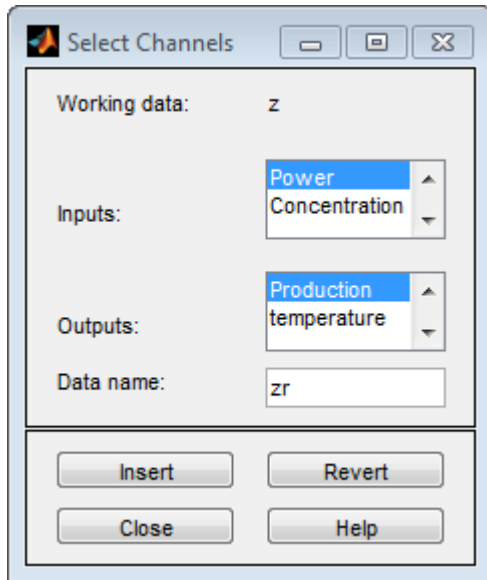 Select Channels
Working data: z
Inputs:
Power
Concentration
Outputs:
Production
temperature
Data name: zr
Insert Revert
Close Help